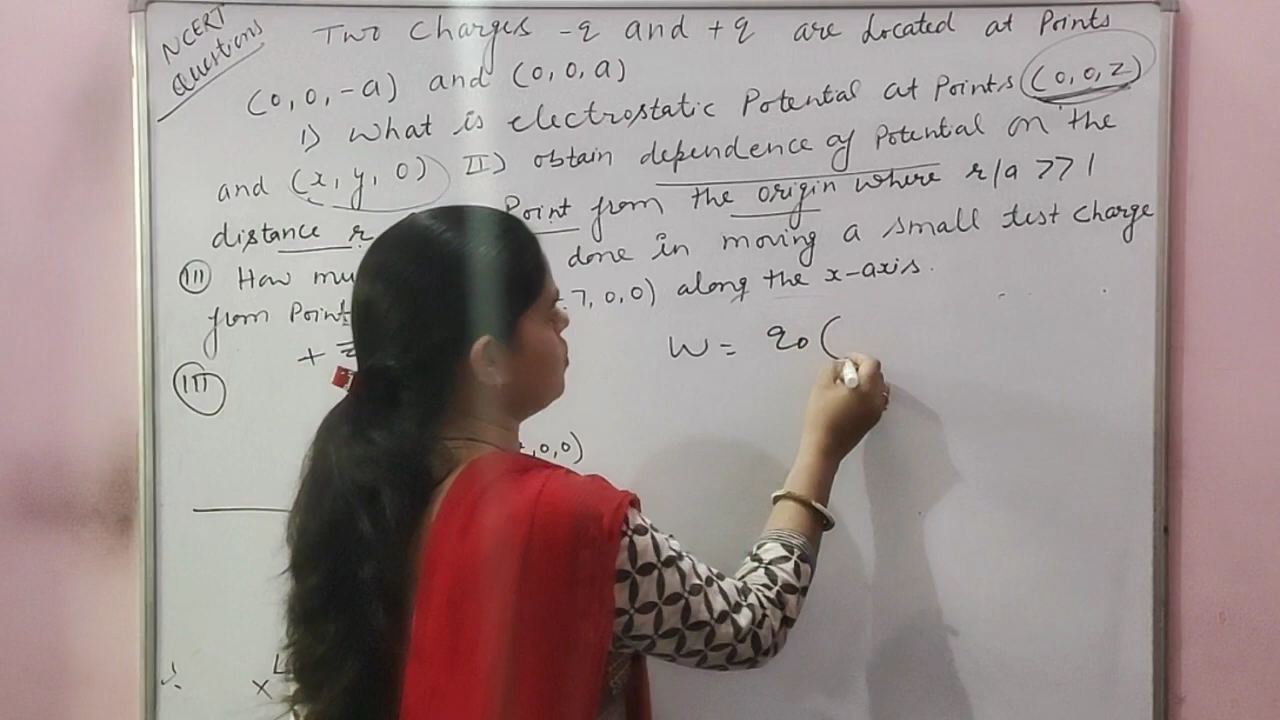 NCERT
Questions
Two Charges -q and +q are Located at Points
(0,0,-a) and (0,0,a)
1) What is electrostatic Potential at Points (0,0,z)
and (x,y,0) II) obtain dependence of Potential on the
distance r Point from the origin where r/a >> 1
(III) How done in moving a small test charge
from Point 7,0,0) along the x-axis.
+
W = q0 (
(III)
,0,0)
x